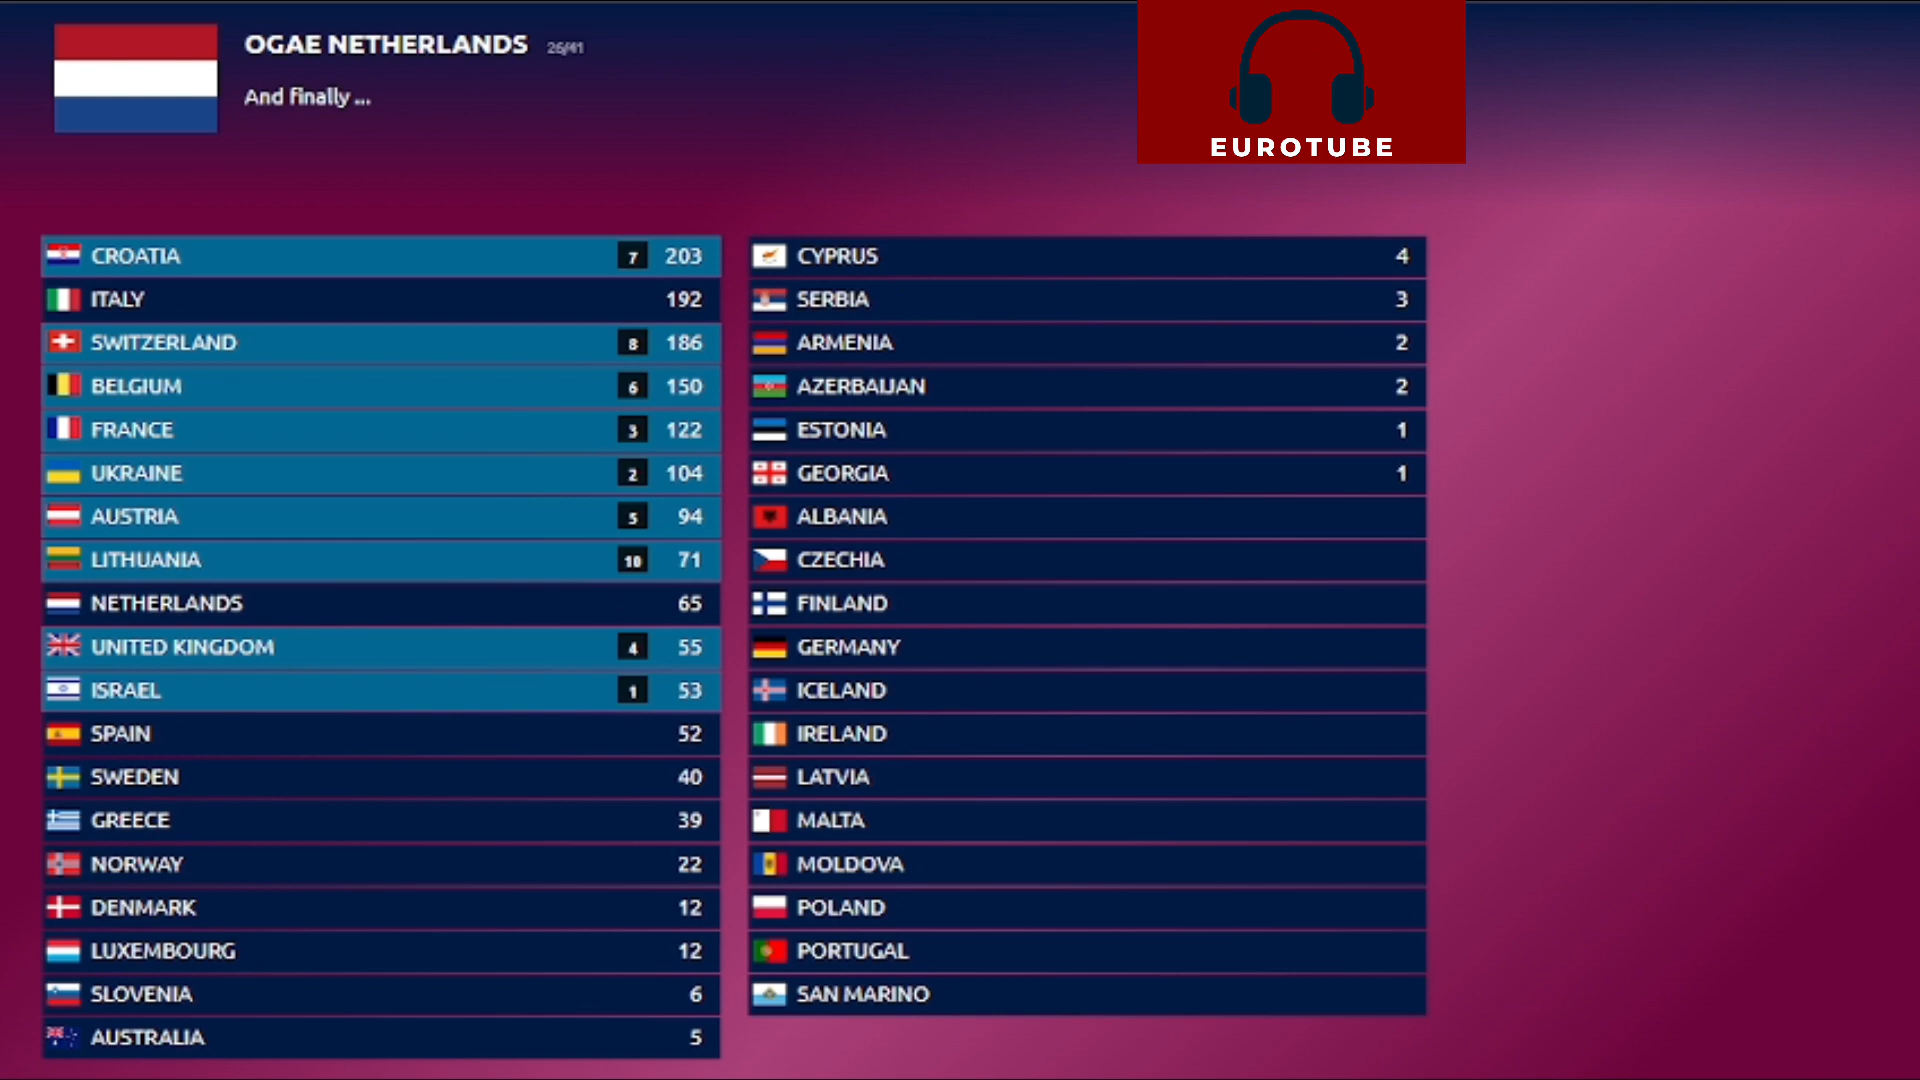 OGAE NETHERLANDS 26/41
And finally ...
EUROTUBE
CROATIA 7 203
ITALY 192
SWITZERLAND 8 186
BELGIUM 6 150
FRANCE 3 122
UKRAINE 2 104
AUSTRIA 5 94
LITHUANIA 10 71
NETHERLANDS 65
UNITED KINGDOM 4 55
ISRAEL 1 53
SPAIN 52
SWEDEN 40
GREECE 39
NORWAY 22
DENMARK 12
LUXEMBOURG 12
SLOVENIA 6
AUSTRALIA 5
CYPRUS 4
SERBIA 3
ARMENIA 2
AZERBAIJAN 2
ESTONIA 1
GEORGIA 1
ALBANIA
CZECHIA
FINLAND
GERMANY
ICELAND
IRELAND
LATVIA
MALTA
MOLDOVA
POLAND
PORTUGAL
SAN MARINO